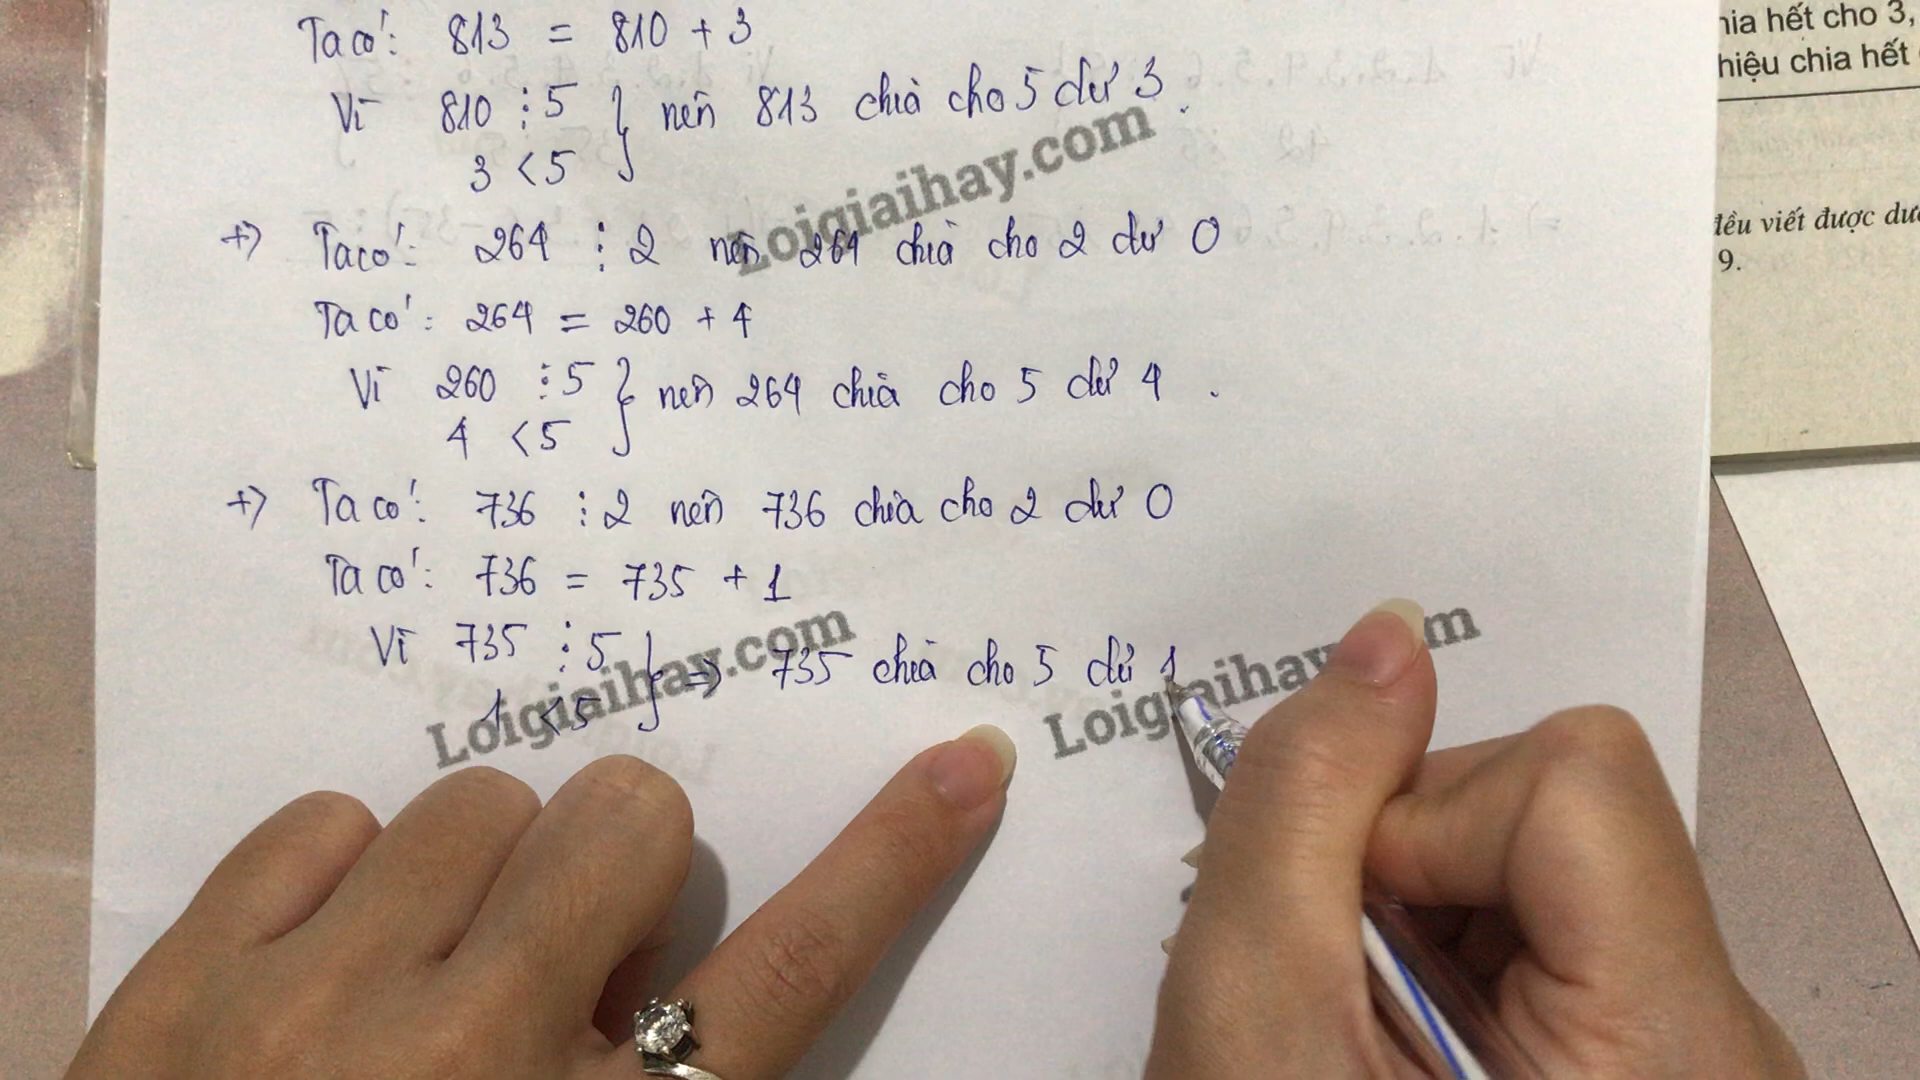 Ta có: 813 = 810 + 3
Vì 810 ⋮ 5 } nên 813 chia cho 5 dư 3.
3 < 5
+) Ta có: 264 ⋮ 2 nên 264 chia cho 2 dư 0
Ta có: 264 = 260 + 4
Vì 260 ⋮ 5 } nên 264 chia cho 5 dư 4.
4 < 5
+) Ta có: 736 ⋮ 2 nên 736 chia cho 2 dư 0
Ta có: 736 = 735 + 1
Vì 735 ⋮ 5 } => 735 chia cho 5 dư 1
1 < 5
Loigiaihay.com
Loigiaihay.com
hia hết cho 3,
hiệu chia hết
đều viết được
9.